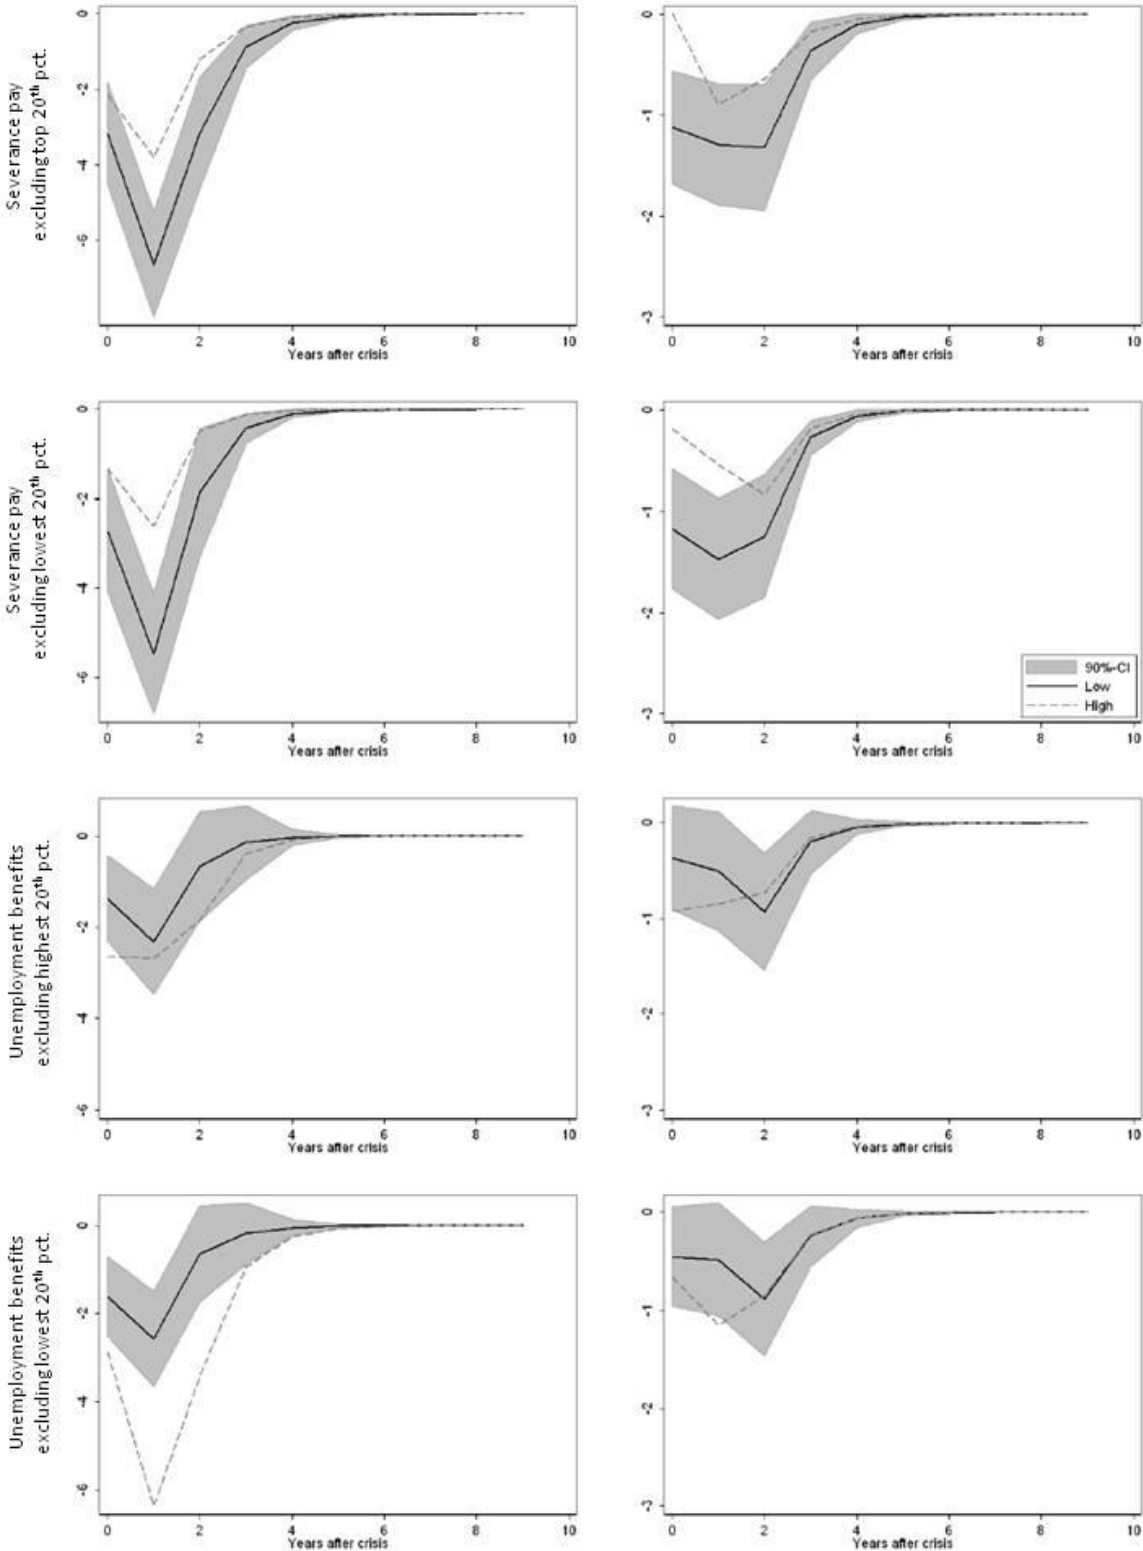 Severance pay
excluding top 20th pct.
0
-2
-4
-6
0 2 4 6 8 10
Years after crisis
0
-1
-2
-3
0 2 4 6 8 10
Years after crisis
Severance pay
excluding lowest 20th pct.
0
-2
-4
-6
0 2 4 6 8 10
Years after crisis
0
-1
-2
-3
90%-CI
Low
High
0 2 4 6 8 10
Years after crisis
Unemployment benefits
excluding highest 20th pct.
0
-2
-4
-6
0 2 4 6 8 10
Years after crisis
0
-1
-2
-3
0 2 4 6 8 10
Years after crisis
Unemployment benefits
excluding lowest 20th pct.
0
-2
-4
-6
0 2 4 6 8 10
Years after crisis
0
-1
-2
-3
0 2 4 6 8 10
Years after crisis